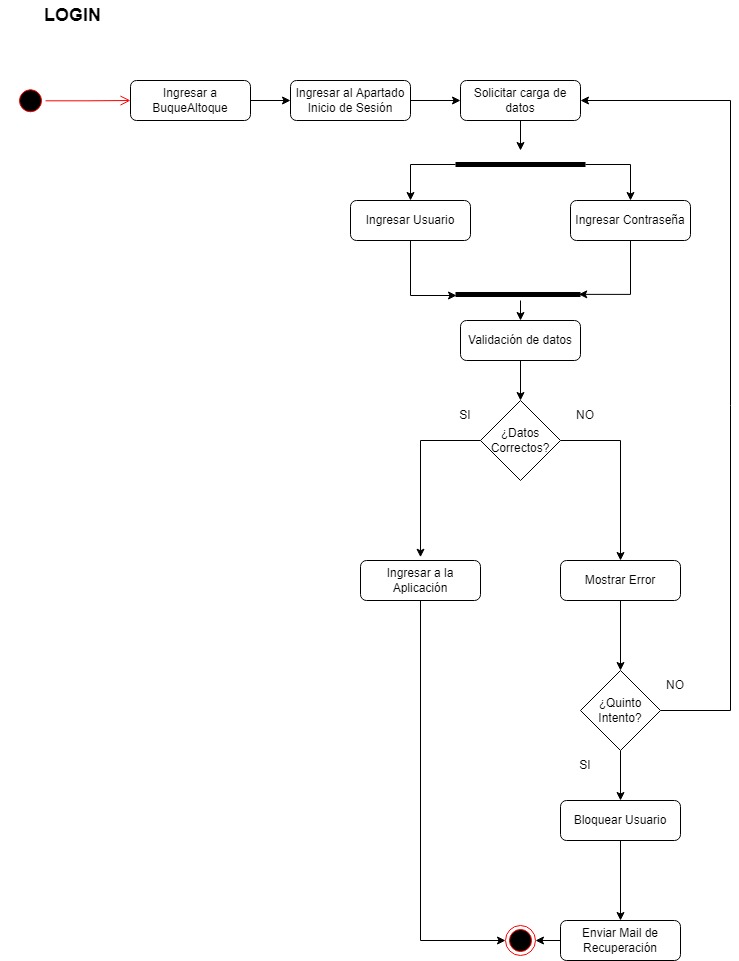 LOGIN
Ingresar a
BuqueAltoque
Ingresar al Apartado
Inicio de Sesión
Solicitar carga de
datos
Ingresar Usuario
Ingresar Contraseña
Validación de datos
SI
NO
¿Datos
Correctos?
Ingresar a la
Aplicación
Mostrar Error
NO
¿Quinto
Intento?
SI
Bloquear Usuario
Enviar Mail de
Recuperación